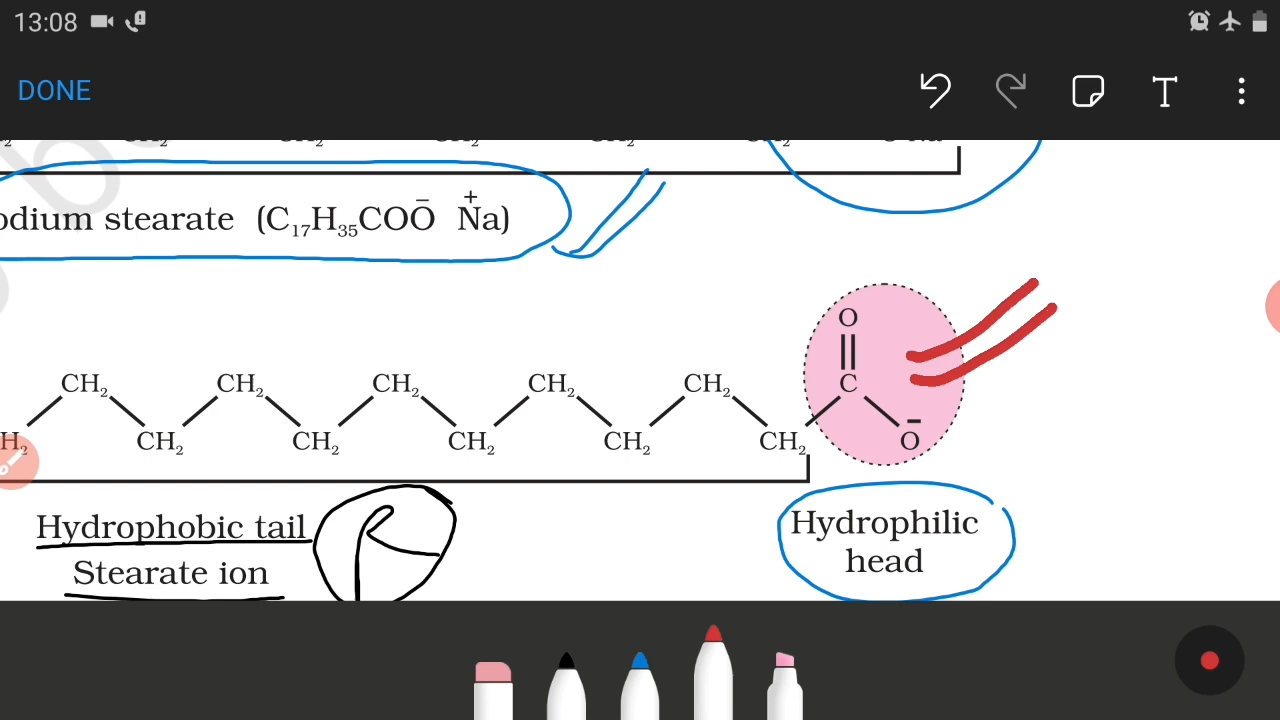 13:08
DONE
T
odium stearate (C₁₇H₃₅COŌ N⁺a)
O
CH₂ CH₂ CH₂ CH₂ CH₂ C
H₂ CH₂ CH₂ CH₂ CH₂ CH₂ O⁻
Hydrophobic tail
Stearate ion
Hydrophilic
head